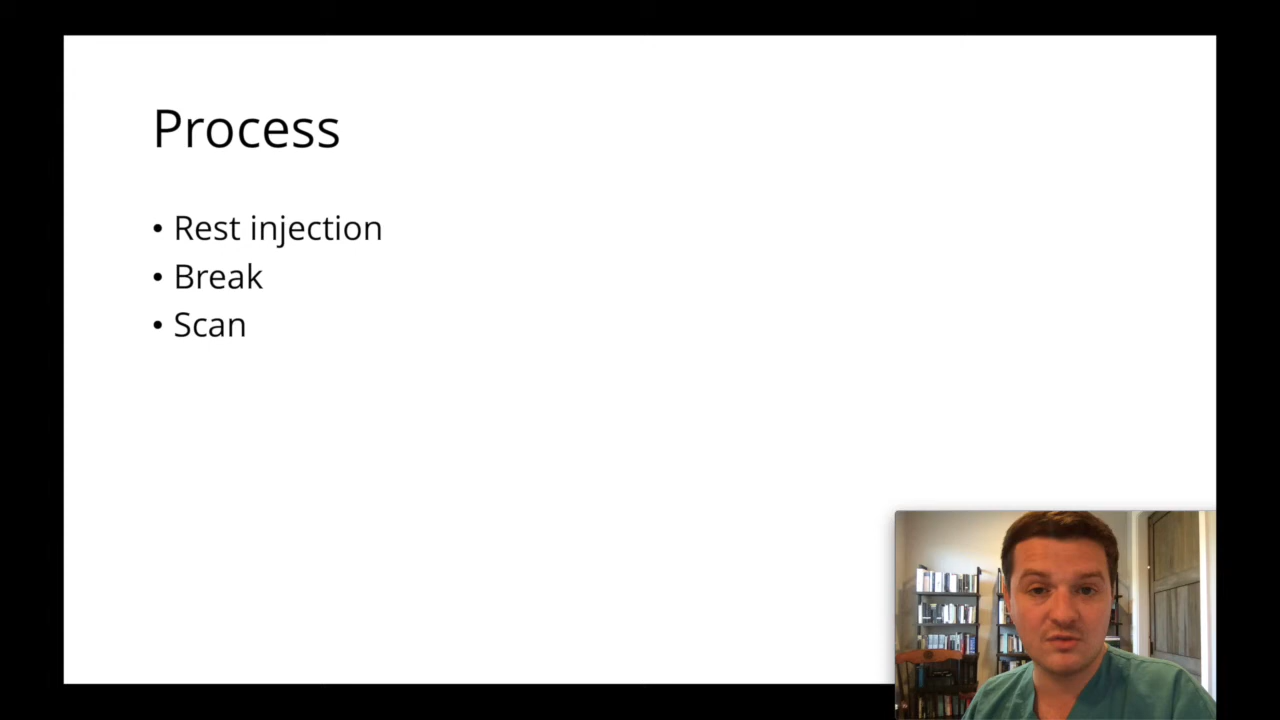 Process
• Rest injection
• Break
• Scan